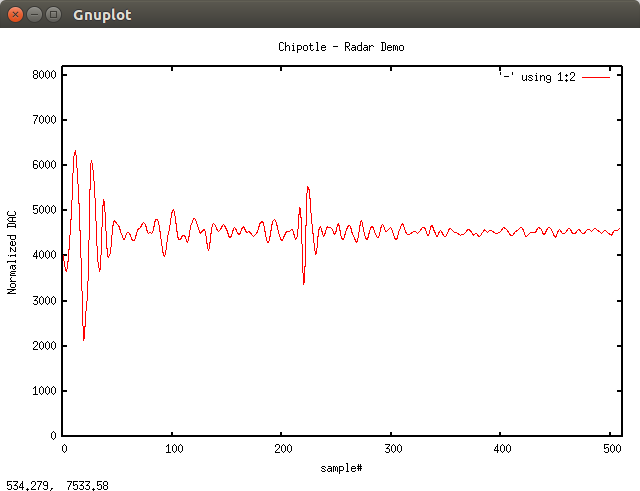 Gnuplot
Chipotle - Radar Demo
'-' using 1:2
8000
7000
6000
5000
4000
3000
2000
1000
0
Normalized DAC
0 100 200 300 400 500
sample#
534.279, 7533.58